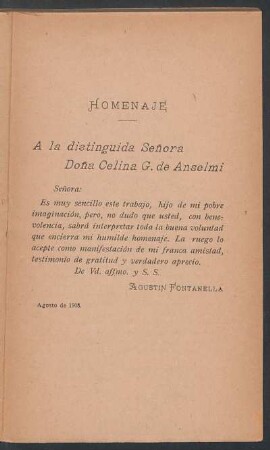 HOMENAJE
A la distinguida Señora
Doña Celina G. de Anselmi
Señora:
Es muy sencillo este trabajo, hijo de mi pobre
imaginación, pero, no dudo que usted, con bene-
volencia, sabrá interpretar toda la buena voluntad
que encierra mi humilde homenaje. La ruego lo
acepte como manifestación de mi franca amistad,
testimonio de gratitud y verdadero aprecio.
De Vd. affmo. y S. S.
AGUSTIN FONTANELLA
Agosto de